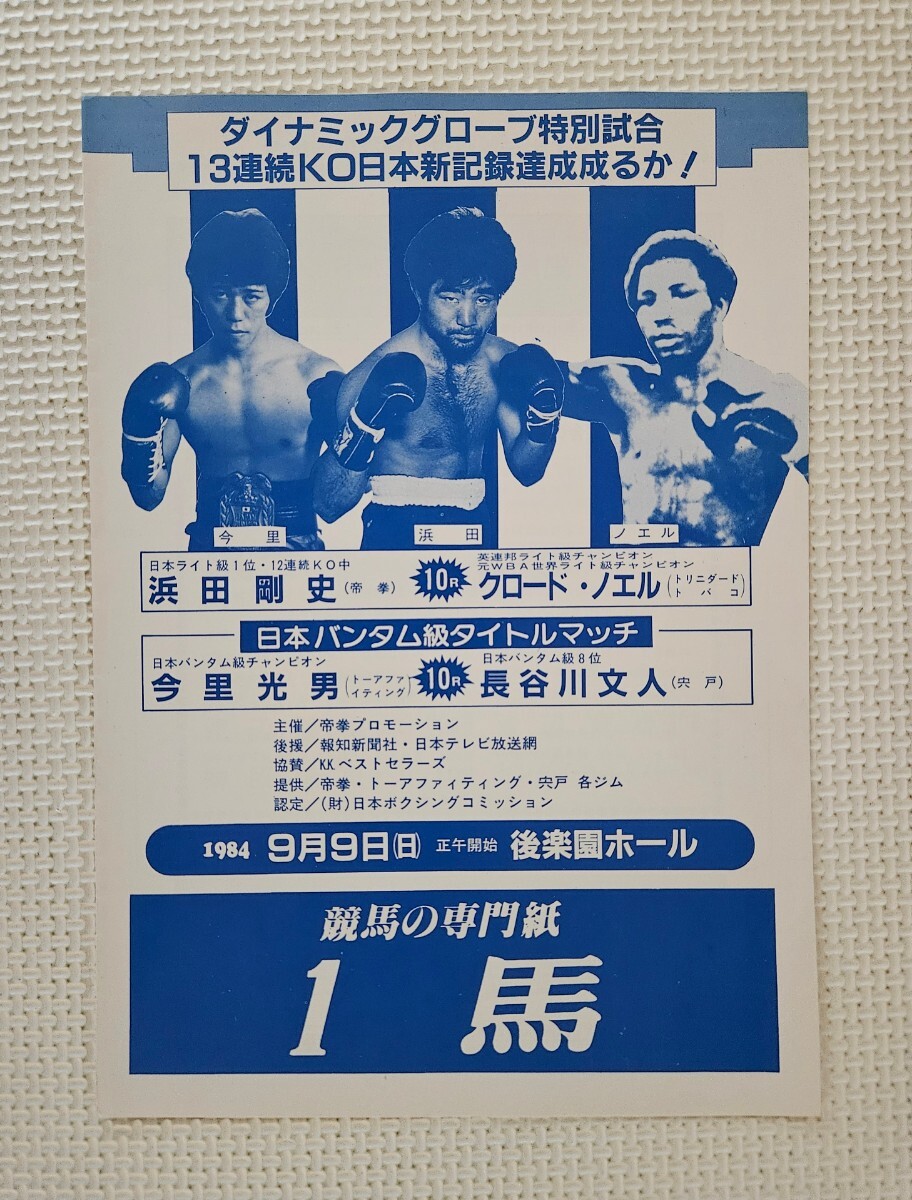 ダイナミックグローブ特別試合
13連続KO日本新記録達成成るか!
今里
浜田
ノエル
日本ライト級1位・12連続KO中
浜田剛史(帝拳)
10R
英連邦ライト級チャンピオン
元WBA世界ライト級チャンピオン
クロード・ノエル(トリニダードトバコ)
日本バンタム級タイトルマッチ
日本バンタム級チャンピオン
今里光男(トーアファイティング)
10R
日本バンタム級8位
長谷川文人(宍戸)
主催/帝拳プロモーション
後援/報知新聞社・日本テレビ放送網
協賛/KKベストセラーズ
提供/帝拳・トーアファィティング・宍戸 各ジム
認定/(財)日本ボクシングコミッション
1984 9月9日(日) 正午開始 後楽園ホール
競馬の専門紙
1馬